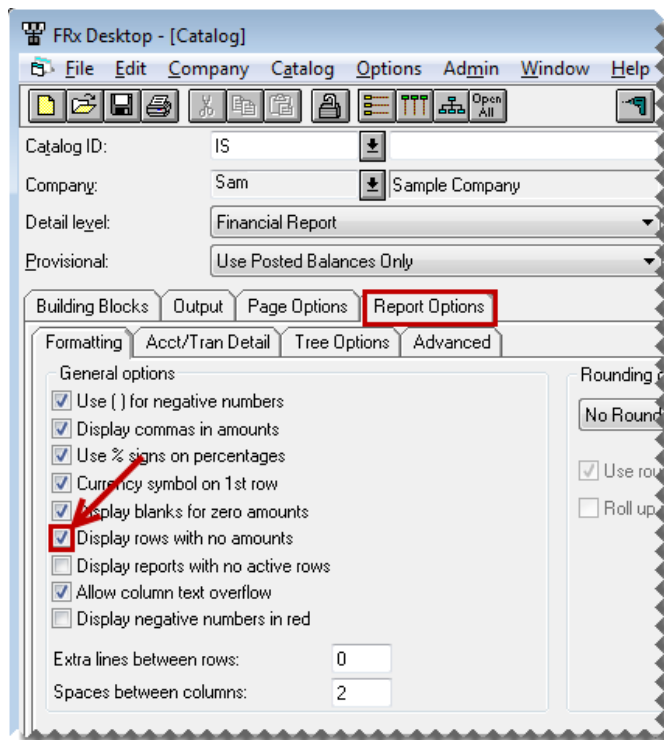 FRx Desktop - [Catalog]
File Edit Company Catalog Options Admin Window Help
Open All
Catalog ID: IS
Company: Sam Sample Company
Detail level: Financial Report
Provisional: Use Posted Balances Only
Building Blocks Output Page Options Report Options
Formatting Acct/Tran Detail Tree Options Advanced
General options Rounding
Use ( ) for negative numbers No Round
Display commas in amounts
Use % signs on percentages Use rou
Currency symbol on 1st row
Display blanks for zero amounts Roll up
Display rows with no amounts
Display reports with no active rows
Allow column text overflow
Display negative numbers in red
Extra lines between rows: 0
Spaces between columns: 2